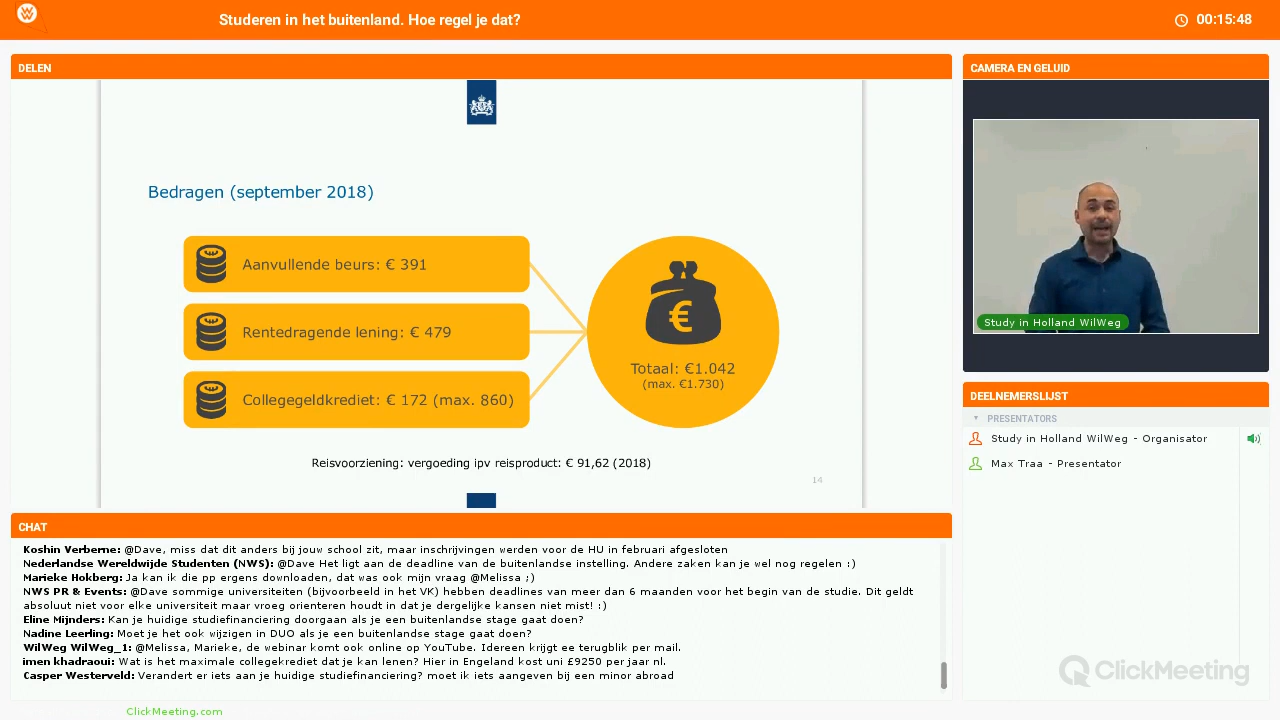 W
Studeren in het buitenland. Hoe regel je dat?
00:15:48
DELEN
Bedragen (september 2018)
Aanvullende beurs: € 391
Rentedragende lening: € 479
Collegegeldkrediet: € 172 (max. 860)
€
Totaal: €1.042
(max. €1.730)
Reisvoorziening: vergoeding ipv reisproduct: € 91,62 (2018)
14
CAMERA EN GELUID
Study in Holland WilWeg
DEELNEMERSLIJST
PRESENTATORS
Study in Holland WilWeg - Organisator
Max Traa - Presentator
CHAT
Koshin Verberne: @Dave, miss dat dit anders bij jouw school zit, maar inschrijvingen werden voor de HU in februari afgesloten
Nederlandse Wereldwijde Studenten (NWS): @Dave Het ligt aan de deadline van de buitenlandse instelling. Andere zaken kan je wel nog regelen :)
Marieke Hokberg: Ja kan ik die pp ergens downloaden, dat was ook mijn vraag @Melissa ;)
NWS PR & Events: @Dave sommige universiteiten (bijvoorbeeld in het VK) hebben deadlines van meer dan 6 maanden voor het begin van de studie. Dit geldt
absoluut niet voor elke universiteit maar vroeg orienteren houdt in dat je dergelijke kansen niet mist! :)
Eline Mijnders: Kan je huidige studiefinanciering doorgaan als je een buitenlandse stage gaat doen?
Nadine Leerling: Moet je het ook wijzigen in DUO als je een buitenlandse stage gaat doen?
WilWeg WilWeg_1: @Melissa, Marieke, de webinar komt ook online op YouTube. Idereen krijgt ee terugblik per mail.
imen khadraoui: Wat is het maximale collegekrediet dat je kan lenen? Hier in Engeland kost uni £9250 per jaar nl.
Casper Westerveld: Verandert er iets aan je huidige studiefinanciering? moet ik iets aangeven bij een minor abroad
ClickMeeting
ClickMeeting.com